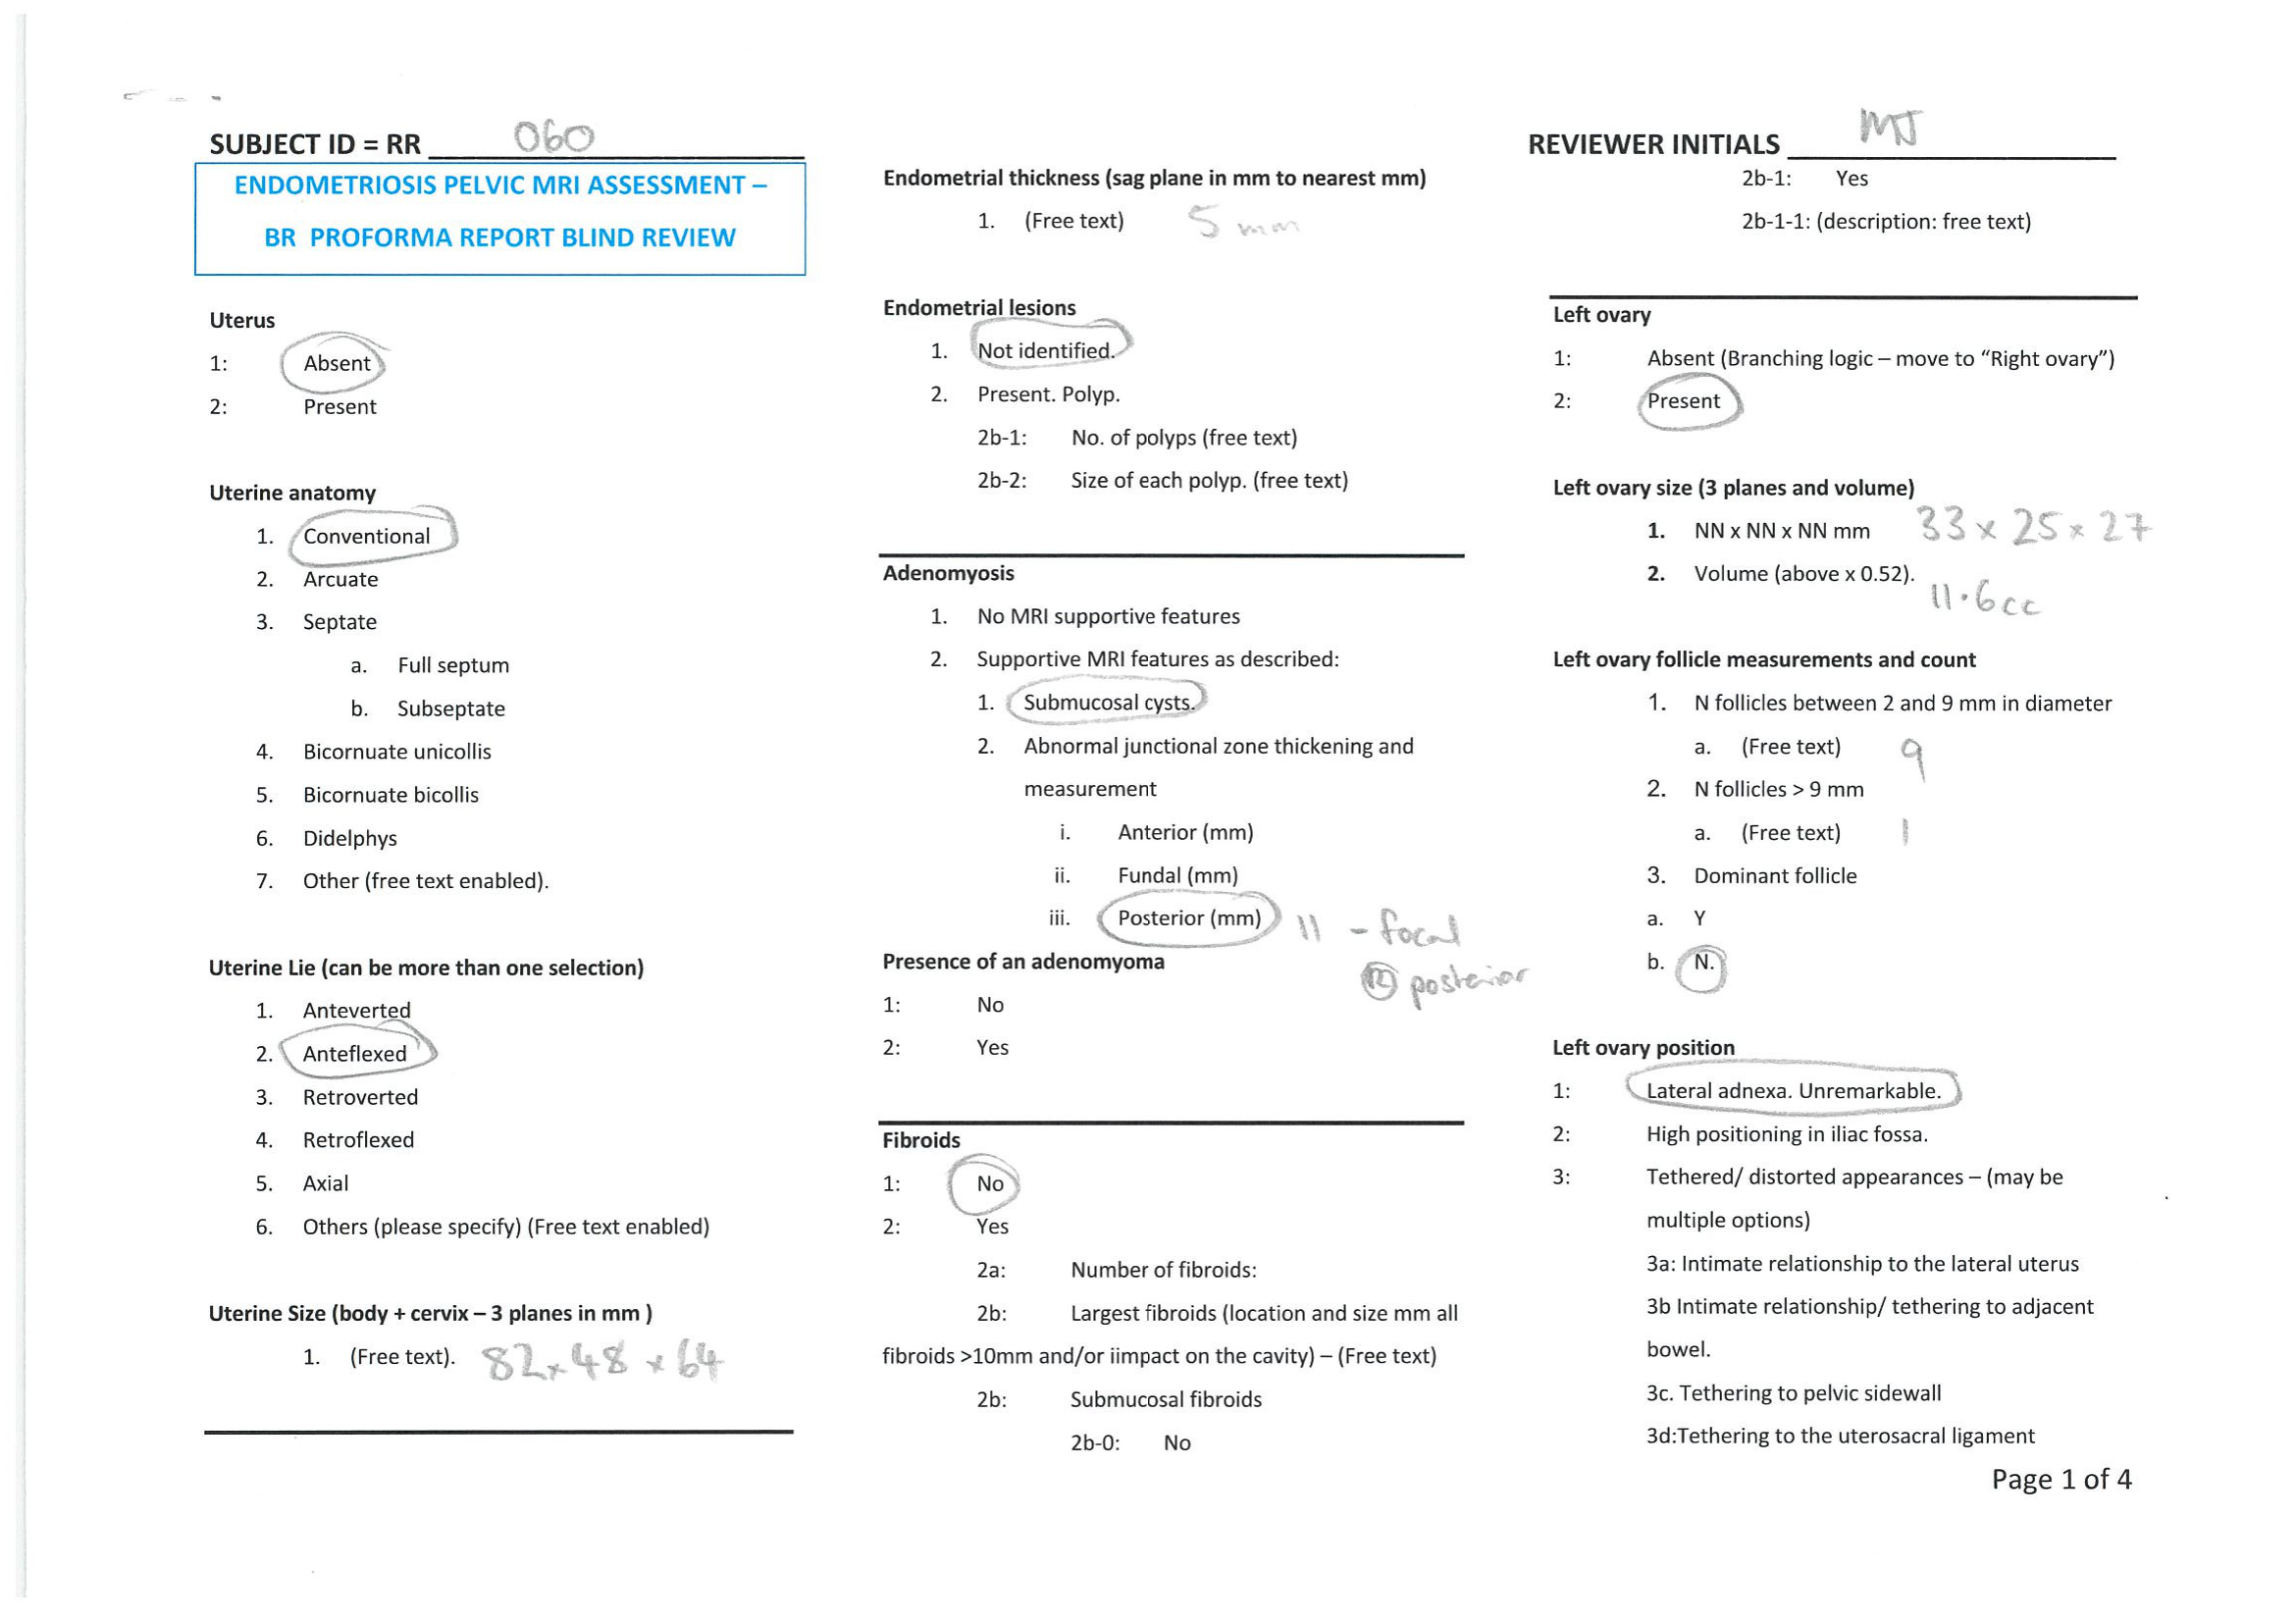 SUBJECT ID = RR 060
ENDOMETRIOSIS PELVIC MRI ASSESSMENT –
BR PROFORMA REPORT BLIND REVIEW
Uterus
1: Absent
2: Present
Uterine anatomy
1. Conventional
2. Arcuate
3. Septate
a. Full septum
b. Subseptate
4. Bicornuate unicollis
5. Bicornuate bicollis
6. Didelphys
7. Other (free text enabled).
Uterine Lie (can be more than one selection)
1. Anteverted
2. Anteflexed
3. Retroverted
4. Retroflexed
5. Axial
6. Others (please specify) (Free text enabled)
Uterine Size (body + cervix – 3 planes in mm )
1. (Free text). 82 x 48 x 64
Endometrial thickness (sag plane in mm to nearest mm)
1. (Free text) 5 mm
Endometrial lesions
1. Not identified.
2. Present. Polyp.
2b-1: No. of polyps (free text)
2b-2: Size of each polyp. (free text)
Adenomyosis
1. No MRI supportive features
2. Supportive MRI features as described:
1. Submucosal cysts.
2. Abnormal junctional zone thickening and
measurement
i. Anterior (mm)
ii. Fundal (mm)
iii. Posterior (mm) 11 - focal
posterior
Presence of an adenomyoma
1: No
2: Yes
Fibroids
1: No
2: Yes
2a: Number of fibroids:
2b: Largest fibroids (location and size mm all
fibroids >10mm and/or iimpact on the cavity) – (Free text)
2b: Submucosal fibroids
2b-0: No
REVIEWER INITIALS MJ
2b-1: Yes
2b-1-1: (description: free text)
Left ovary
1: Absent (Branching logic – move to “Right ovary”)
2: Present
Left ovary size (3 planes and volume)
1. NN x NN x NN mm 33 x 25 x 27
2. Volume (above x 0.52). 11.6cc
Left ovary follicle measurements and count
1. N follicles between 2 and 9 mm in diameter
a. (Free text) 9
2. N follicles > 9 mm
a. (Free text) 1
3. Dominant follicle
a. Y
b. N.
Left ovary position
1: Lateral adnexa. Unremarkable.
2: High positioning in iliac fossa.
3: Tethered/ distorted appearances – (may be
multiple options)
3a: Intimate relationship to the lateral uterus
3b Intimate relationship/ tethering to adjacent
bowel.
3c. Tethering to pelvic sidewall
3d:Tethering to the uterosacral ligament
Page 1 of 4